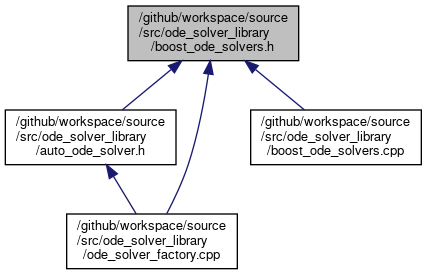 /github/workspace/source
/src/ode_solver_library
/boost_ode_solvers.h
/github/workspace/source
/src/ode_solver_library
/auto_ode_solver.h
/github/workspace/source
/src/ode_solver_library
/boost_ode_solvers.cpp
/github/workspace/source
/src/ode_solver_library
/ode_solver_factory.cpp